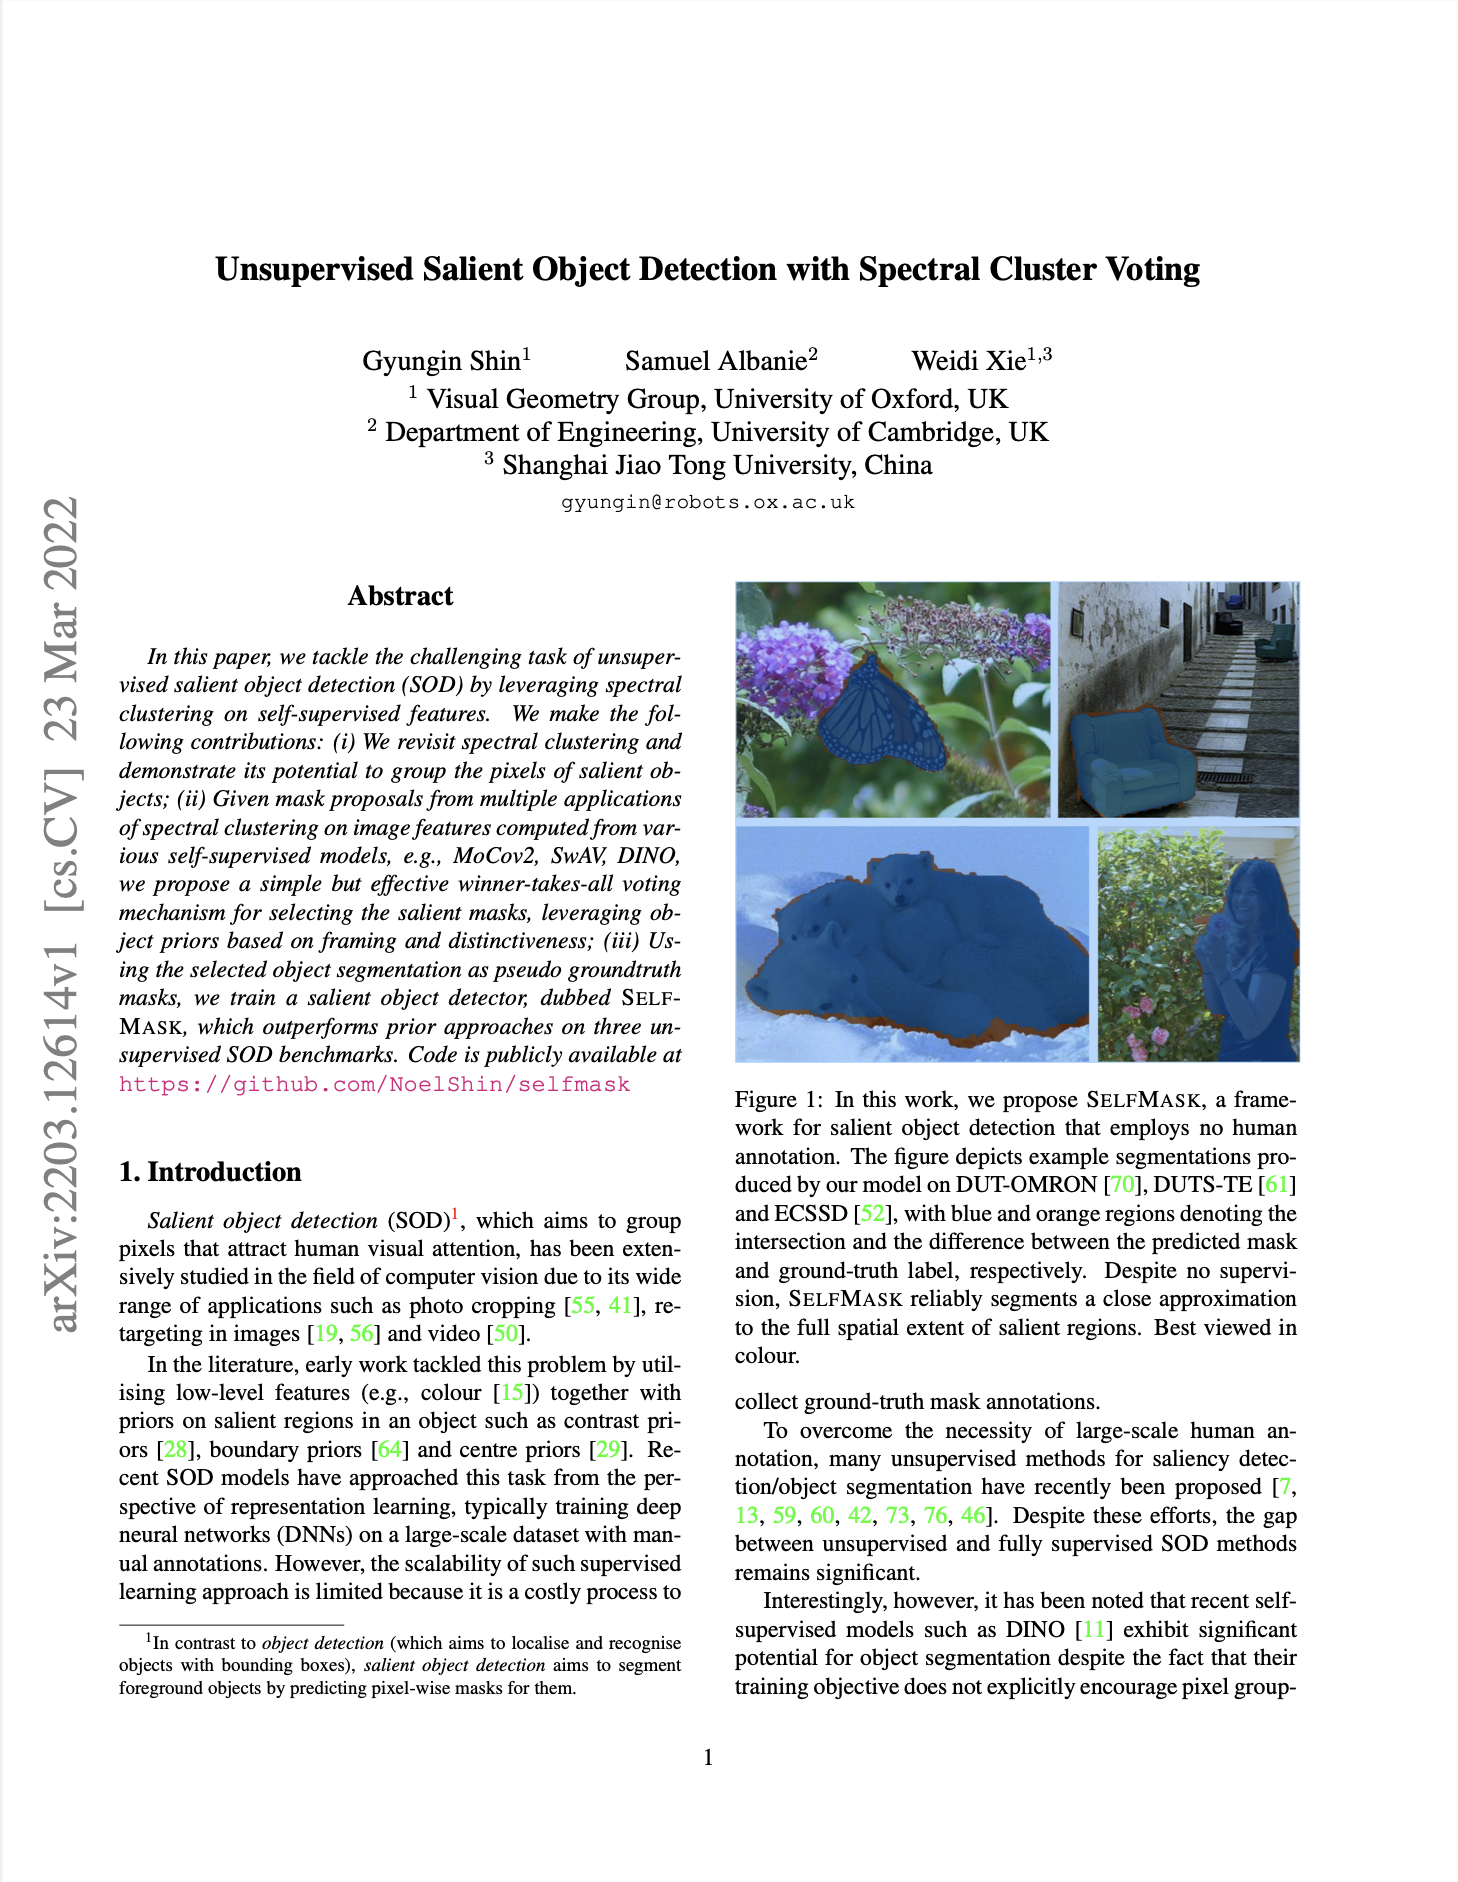 arXiv:2203.12614v1 [cs.CV] 23 Mar 2022
Unsupervised Salient Object Detection with Spectral Cluster Voting
Gyungin Shin1 Samuel Albanie2 Weidi Xie1,3
1 Visual Geometry Group, University of Oxford, UK
2 Department of Engineering, University of Cambridge, UK
3 Shanghai Jiao Tong University, China
gyungin@robots.ox.ac.uk
Abstract
In this paper, we tackle the challenging task of unsuper-
vised salient object detection (SOD) by leveraging spectral
clustering on self-supervised features. We make the fol-
lowing contributions: (i) We revisit spectral clustering and
demonstrate its potential to group the pixels of salient ob-
jects; (ii) Given mask proposals from multiple applications
of spectral clustering on image features computed from var-
ious self-supervised models, e.g., MoCov2, SwAV, DINO,
we propose a simple but effective winner-takes-all voting
mechanism for selecting the salient masks, leveraging ob-
ject priors based on framing and distinctiveness; (iii) Us-
ing the selected object segmentation as pseudo groundtruth
masks, we train a salient object detector, dubbed SELF-
MASK, which outperforms prior approaches on three un-
supervised SOD benchmarks. Code is publicly available at
https://github.com/NoelShin/selfmask
1. Introduction
Salient object detection (SOD)1, which aims to group
pixels that attract human visual attention, has been exten-
sively studied in the field of computer vision due to its wide
range of applications such as photo cropping [55, 41], re-
targeting in images [19, 56] and video [50].
In the literature, early work tackled this problem by util-
ising low-level features (e.g., colour [15]) together with
priors on salient regions in an object such as contrast pri-
ors [28], boundary priors [64] and centre priors [29]. Re-
cent SOD models have approached this task from the per-
spective of representation learning, typically training deep
neural networks (DNNs) on a large-scale dataset with man-
ual annotations. However, the scalability of such supervised
learning approach is limited because it is a costly process to
1In contrast to object detection (which aims to localise and recognise
objects with bounding boxes), salient object detection aims to segment
foreground objects by predicting pixel-wise masks for them.
Figure 1: In this work, we propose SELFMASK, a frame-
work for salient object detection that employs no human
annotation. The figure depicts example segmentations pro-
duced by our model on DUT-OMRON [70], DUTS-TE [61]
and ECSSD [52], with blue and orange regions denoting the
intersection and the difference between the predicted mask
and ground-truth label, respectively. Despite no supervi-
sion, SELFMASK reliably segments a close approximation
to the full spatial extent of salient regions. Best viewed in
colour.
collect ground-truth mask annotations.
To overcome the necessity of large-scale human an-
notation, many unsupervised methods for saliency detec-
tion/object segmentation have recently been proposed [7,
13, 59, 60, 42, 73, 76, 46]. Despite these efforts, the gap
between unsupervised and fully supervised SOD methods
remains significant.
Interestingly, however, it has been noted that recent self-
supervised models such as DINO [11] exhibit significant
potential for object segmentation despite the fact that their
training objective does not explicitly encourage pixel group-
1